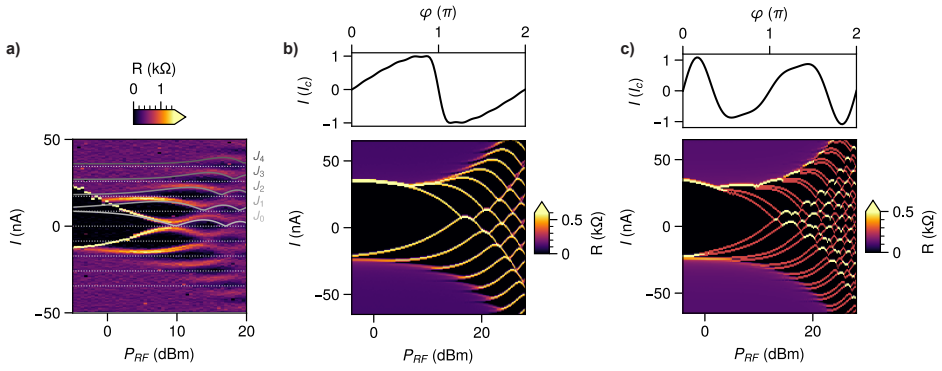 a)
R (kΩ)
0 1
50
0
−50
I (nA)
J4
J3
J2
J1
J0
0 10 20
PRF (dBm)
b)
φ (π)
0 1 2
1
0
−1
I (Ic)
50
0
−50
I (nA)
0 20
PRF (dBm)
0.5
0
R (kΩ)
c)
φ (π)
0 1 2
1
0
−1
I (Ic)
50
0
−50
I (nA)
0 20
PRF (dBm)
0.5
0
R (kΩ)